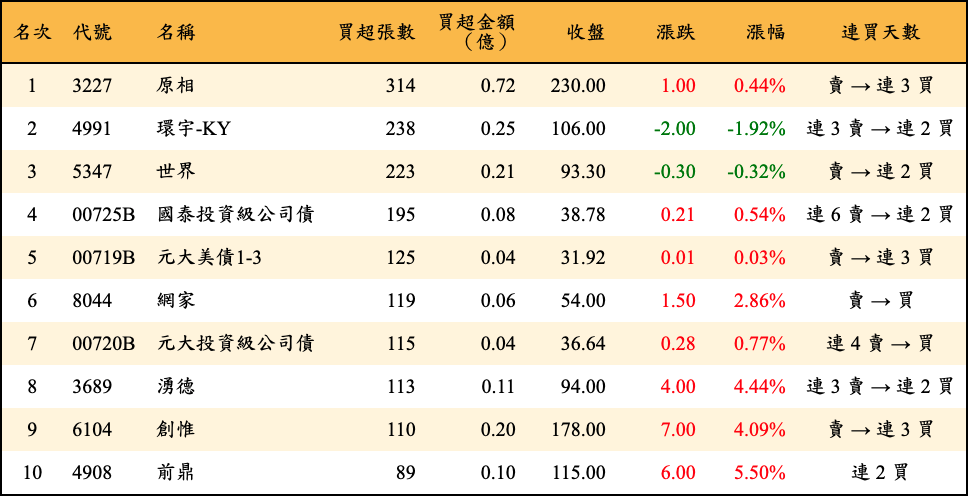 名次 代號 名稱 買超張數 買超金額（億） 收盤 漲跌 漲幅 連買天數
1 3227 原相 314 0.72 230.00 1.00 0.44% 賣 → 連 3 買
2 4991 環宇-KY 238 0.25 106.00 -2.00 -1.92% 連 3 賣 → 連 2 買
3 5347 世界 223 0.21 93.30 -0.30 -0.32% 賣 → 連 2 買
4 00725B 國泰投資級公司債 195 0.08 38.78 0.21 0.54% 連 6 賣 → 連 2 買
5 00719B 元大美債1-3 125 0.04 31.92 0.01 0.03% 賣 → 連 3 買
6 8044 網家 119 0.06 54.00 1.50 2.86% 賣 → 買
7 00720B 元大投資級公司債 115 0.04 36.64 0.28 0.77% 連 4 賣 → 買
8 3689 湧德 113 0.11 94.00 4.00 4.44% 連 3 賣 → 連 2 買
9 6104 創惟 110 0.20 178.00 7.00 4.09% 賣 → 連 3 買
10 4908 前鼎 89 0.10 115.00 6.00 5.50% 連 2 買